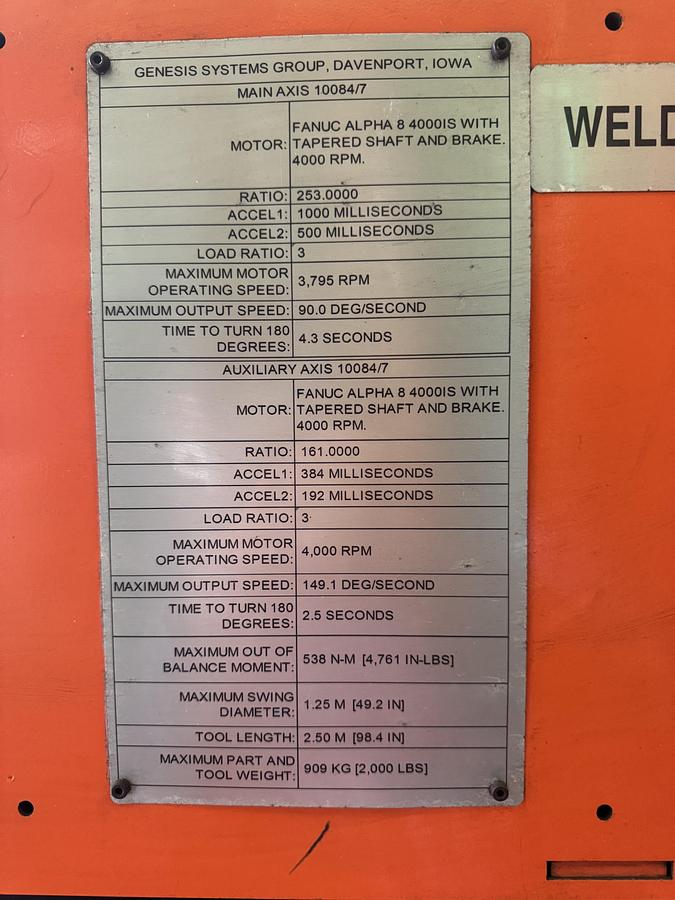 GENESIS SYSTEMS GROUP, DAVENPORT, IOWA
MAIN AXIS 10084/7
MOTOR: FANUC ALPHA 8 4000IS WITH
TAPERED SHAFT AND BRAKE.
4000 RPM.
RATIO: 253.0000
ACCEL1: 1000 MILLISECONDS
ACCEL2: 500 MILLISECONDS
LOAD RATIO: 3
MAXIMUM MOTOR
OPERATING SPEED: 3,795 RPM
MAXIMUM OUTPUT SPEED: 90.0 DEG/SECOND
TIME TO TURN 180
DEGREES: 4.3 SECONDS
AUXILIARY AXIS 10084/7
MOTOR: FANUC ALPHA 8 4000IS WITH
TAPERED SHAFT AND BRAKE.
4000 RPM.
RATIO: 161.0000
ACCEL1: 384 MILLISECONDS
ACCEL2: 192 MILLISECONDS
LOAD RATIO: 3
MAXIMUM MOTOR
OPERATING SPEED: 4,000 RPM
MAXIMUM OUTPUT SPEED: 149.1 DEG/SECOND
TIME TO TURN 180
DEGREES: 2.5 SECONDS
MAXIMUM OUT OF
BALANCE MOMENT: 538 N-M [4,761 IN-LBS]
MAXIMUM SWING
DIAMETER: 1.25 M [49.2 IN]
TOOL LENGTH: 2.50 M [98.4 IN]
MAXIMUM PART AND
TOOL WEIGHT: 909 KG [2,000 LBS]
WELD